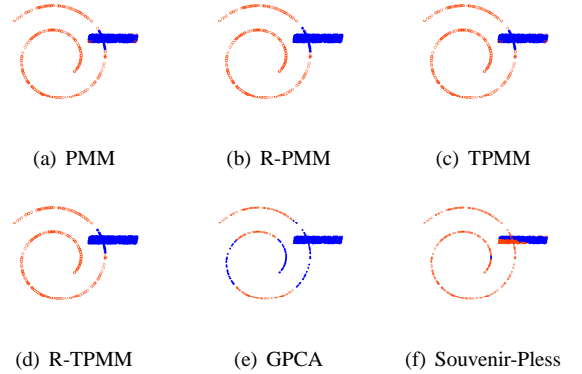 (a) PMM
(b) R-PMM
(c) TPMM
(d) R-TPMM
(e) GPCA
(f) Souvenir-Pless